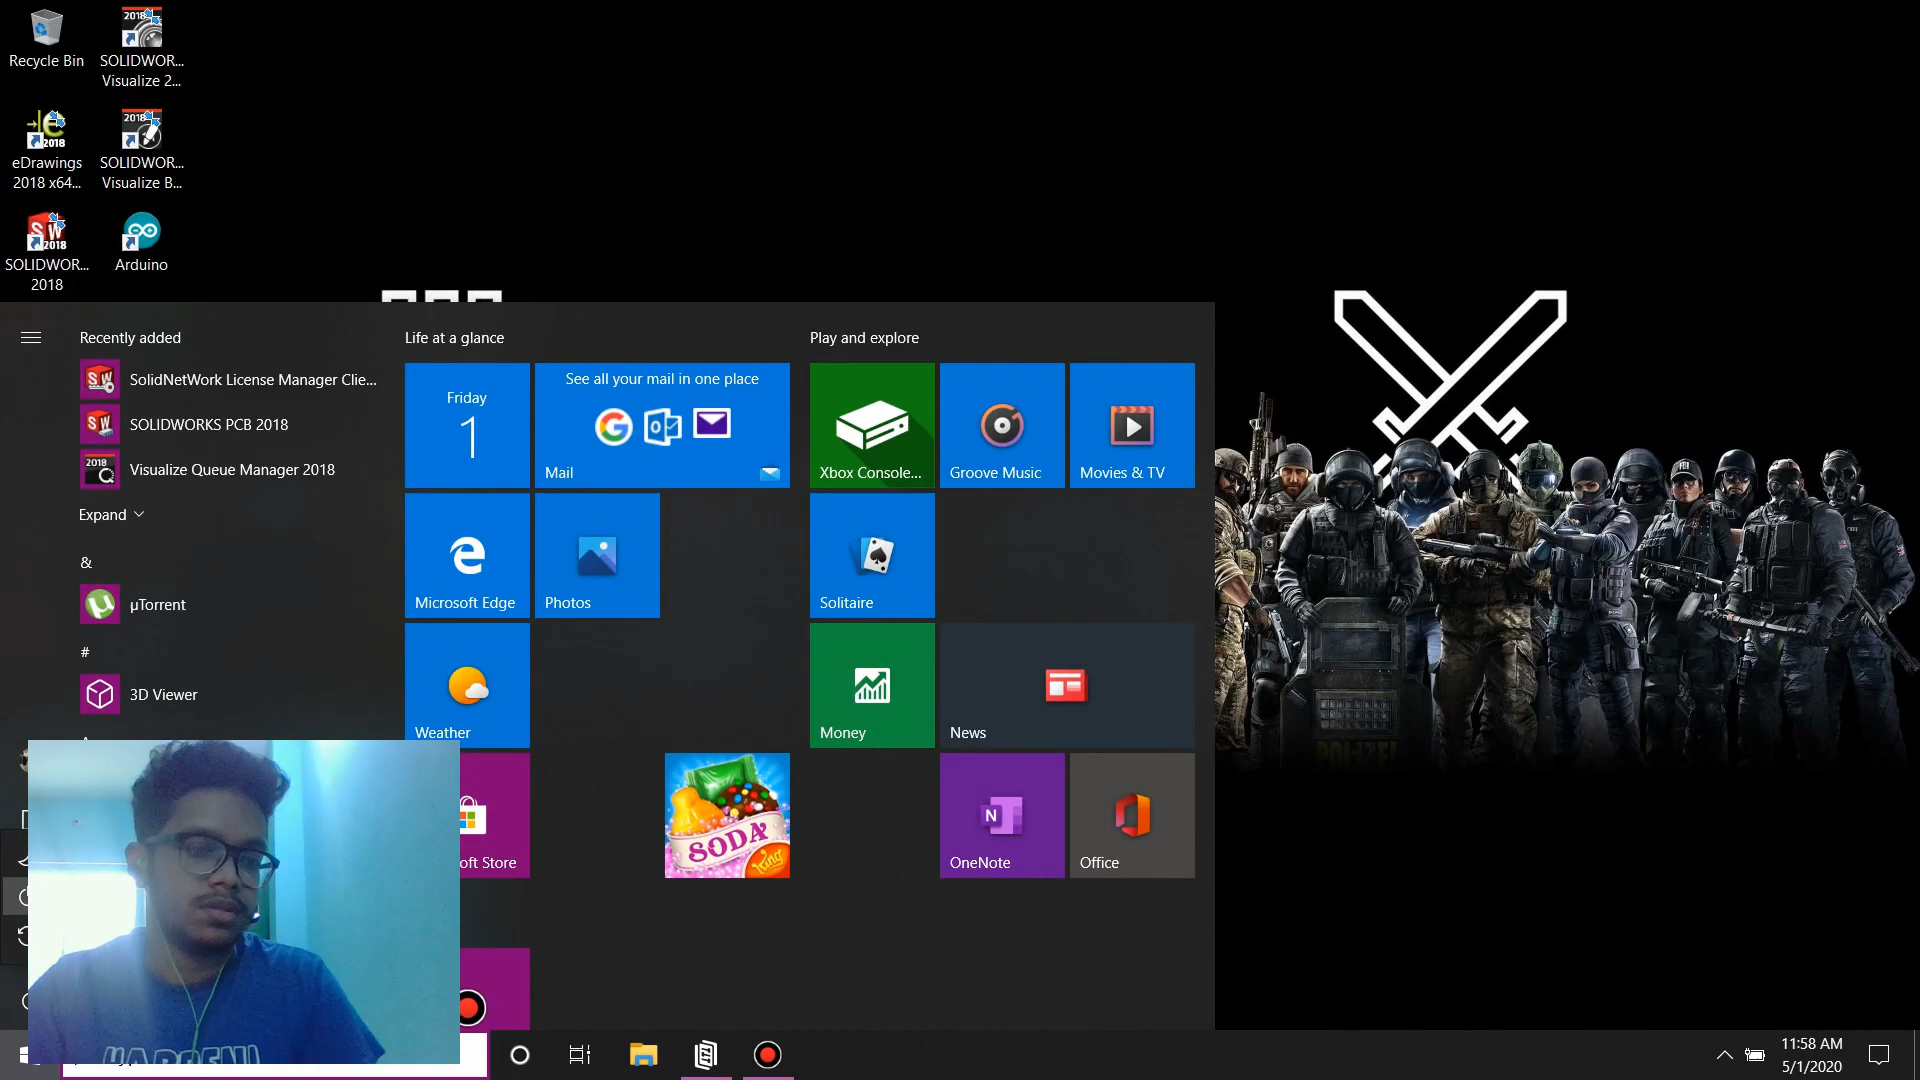 Recycle Bin
SOLIDWOR...
Visualize 2...
eDrawings
2018 x64...
SOLIDWOR...
Visualize B...
SOLIDWOR...
2018
Arduino
Recently added
SolidNetWork License Manager Clie...
SOLIDWORKS PCB 2018
Visualize Queue Manager 2018
Expand
&
µTorrent
#
3D Viewer
Life at a glance
Friday
1
See all your mail in one place
Mail
Microsoft Edge
Photos
Weather
oft Store
SODA
King
Play and explore
Xbox Console...
Groove Music
Movies & TV
Solitaire
Money
News
OneNote
Office
11:58 AM
5/1/2020